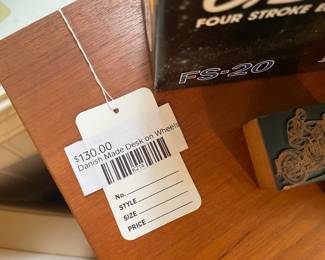 FOUR STROKE
FS-20
$130.00
Danish Made Desk on Wheels
No.
STYLE
SIZE
PRICE